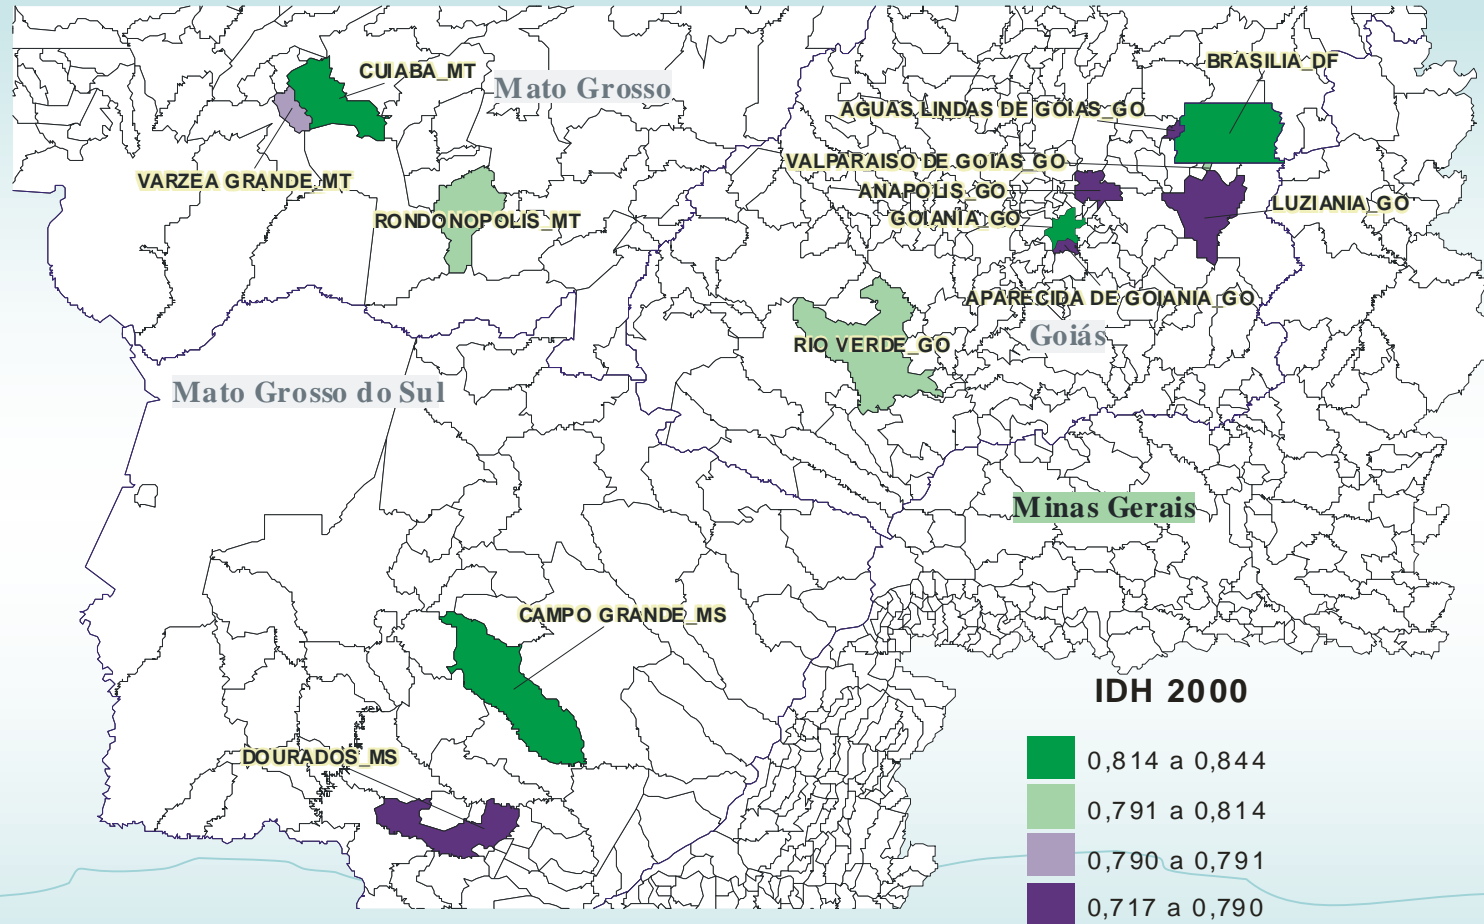 BRASILIA_DF
CUIABA_MT
Mato Grosso
AGUAS LINDAS DE GOIAS_GO
VALPARAISO DE GOIAS_GO
VARZEA GRANDE_MT
ANAPOLIS_GO
LUZIANIA_GO
RONDONOPOLIS_MT
GOIANIA_GO
APARECIDA DE GOIANIA_GO
Goiás
RIO VERDE_GO
Mato Grosso do Sul
Minas Gerais
CAMPO GRANDE_MS
DOURADOS_MS
IDH 2000
0,814 a 0,844
0,791 a 0,814
0,790 a 0,791
0,717 a 0,790